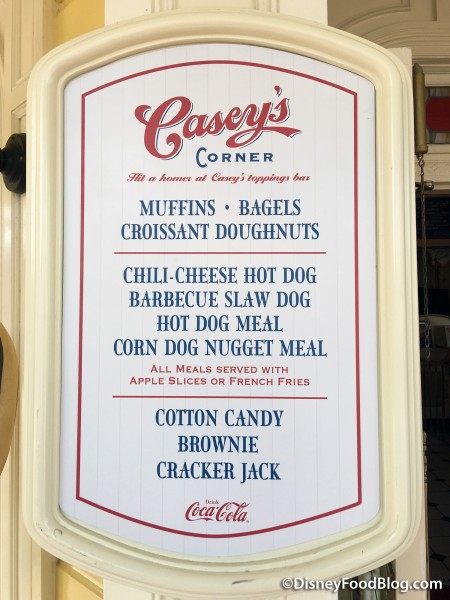 Casey's
CORNER
Hit a homer at Casey's toppings bar
MUFFINS • BAGELS
CROISSANT DOUGHNUTS
CHILI-CHEESE HOT DOG
BARBECUE SLAW DOG
HOT DOG MEAL
CORN DOG NUGGET MEAL
ALL MEALS SERVED WITH
APPLE SLICES OR FRENCH FRIES
COTTON CANDY
BROWNIE
CRACKER JACK
Drink
Coca-Cola
©DisneyFoodBlog.com